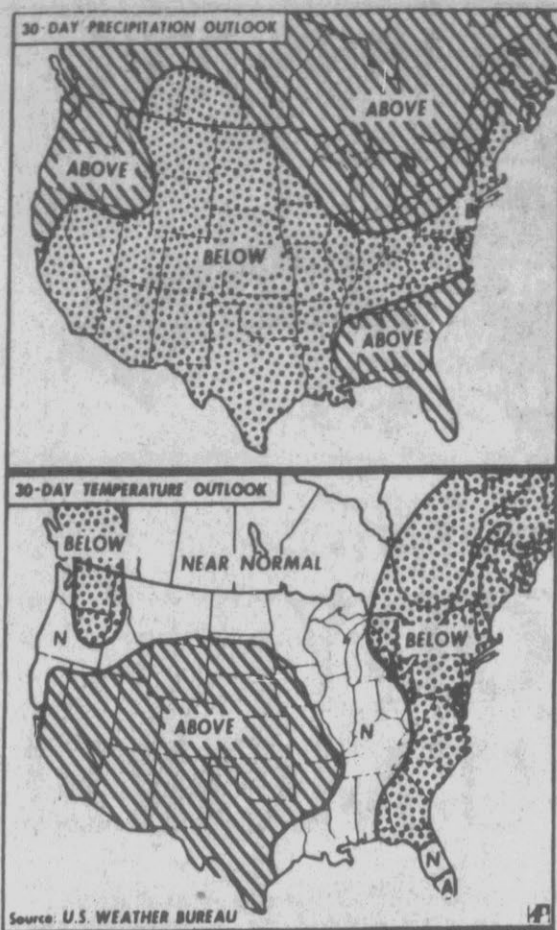 30-DAY PRECIPITATION OUTLOOK
ABOVE
ABOVE
BELOW
ABOVE
30-DAY TEMPERATURE OUTLOOK
BELOW
NEAR NORMAL
N
BELOW
ABOVE
N
N
A
Source: U.S. WEATHER BUREAU
AP